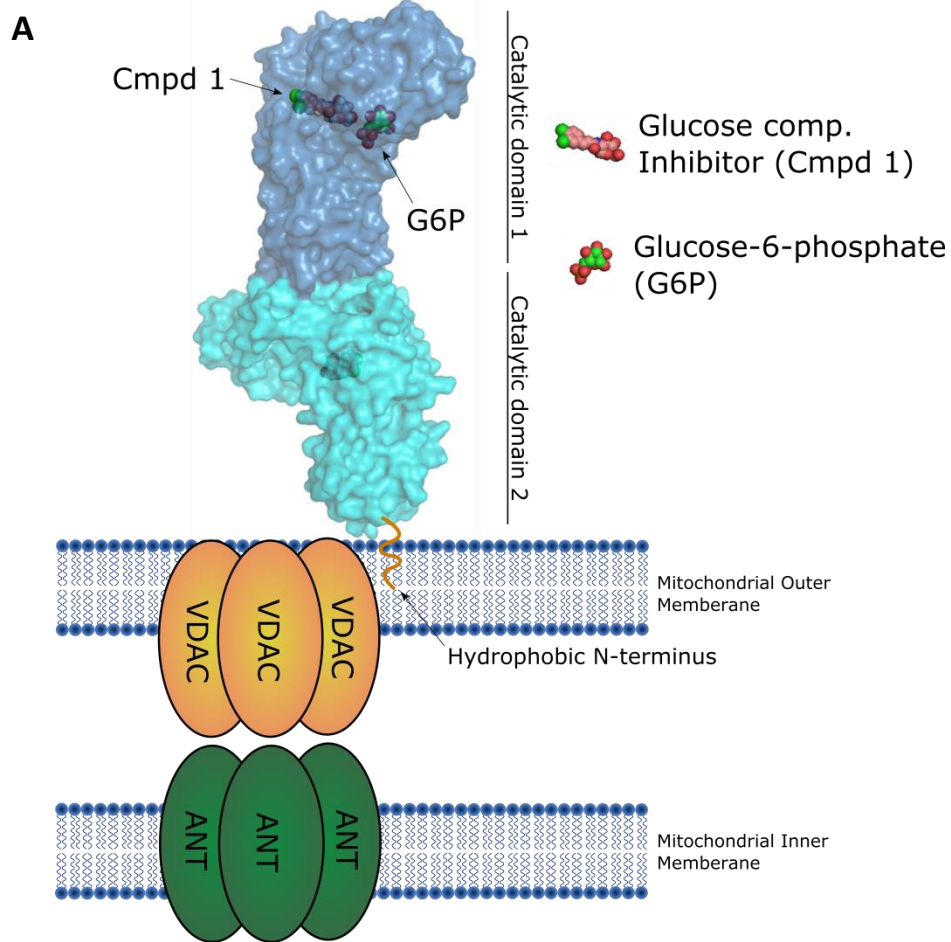 A
Cmpd 1
G6P
Catalytic domain 1
Catalytic domain 2
Glucose comp.
Inhibitor (Cmpd 1)
Glucose-6-phosphate
(G6P)
VDAC
VDAC
VDAC
Mitochondrial Outer
Memberane
Hydrophobic N-terminus
ANT
ANT
ANT
Mitochondrial Inner
Memberane